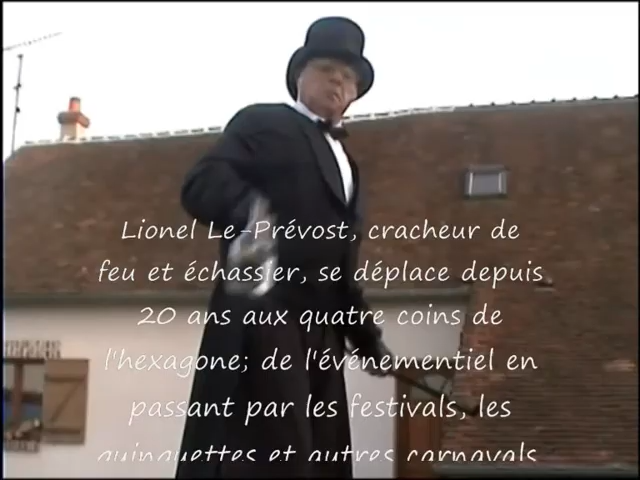 Lionel Le-Prévost, cracheur de
feu et échassier, se déplace depuis
20 ans aux quatre coins de
l'hexagone; de l'événementiel en
passant par les festivals, les
guinguettes et autres carnavals